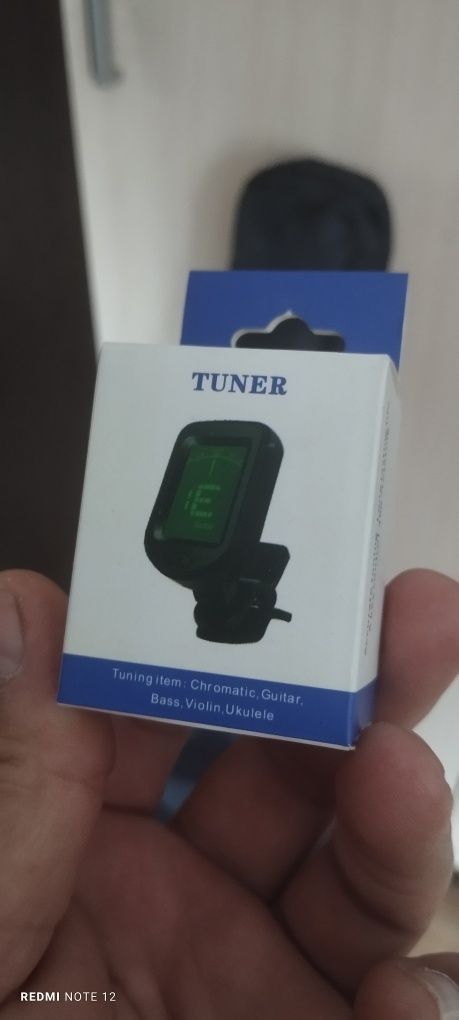 TUNER
E
Tuning item: Chromatic,Guitar,
Bass,Violin,Ukulele
REDMI NOTE 12